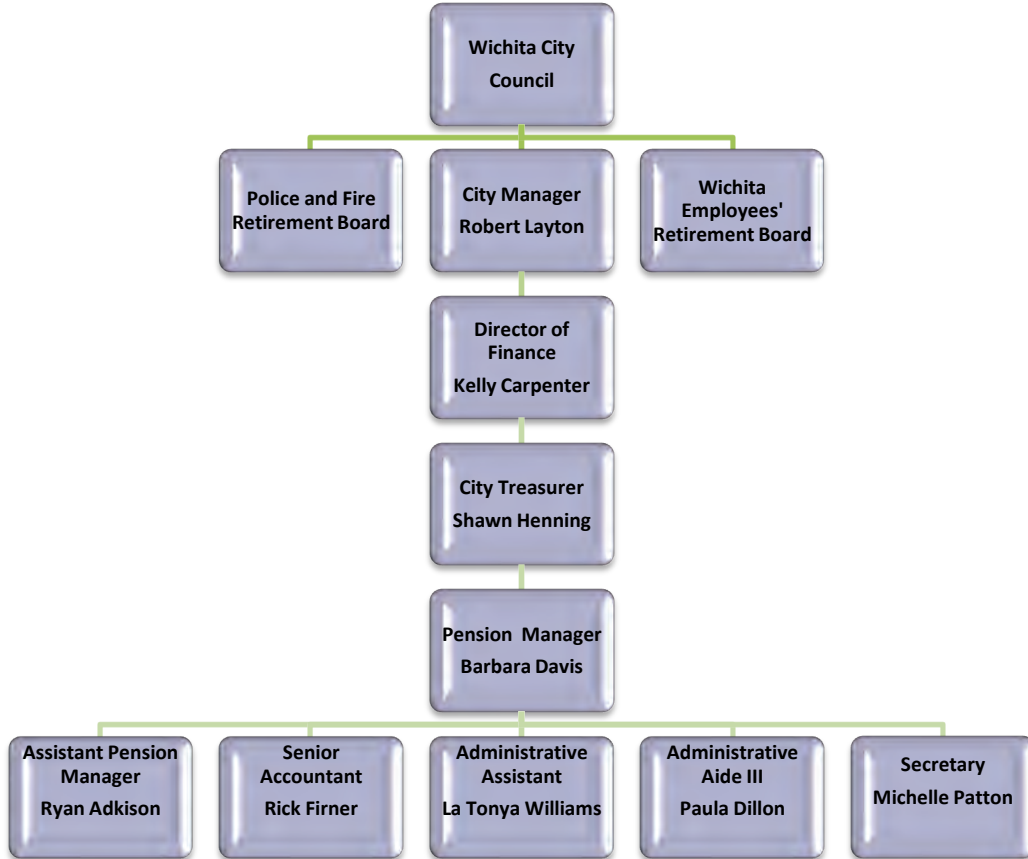 Wichita City
Council
Police and Fire
Retirement Board
City Manager
Robert Layton
Wichita
Employees'
Retirement Board
Director of
Finance
Kelly Carpenter
City Treasurer
Shawn Henning
Pension Manager
Barbara Davis
Assistant Pension
Manager
Ryan Adkison
Senior
Accountant
Rick Firner
Administrative
Assistant
La Tonya Williams
Administrative
Aide III
Paula Dillon
Secretary
Michelle Patton